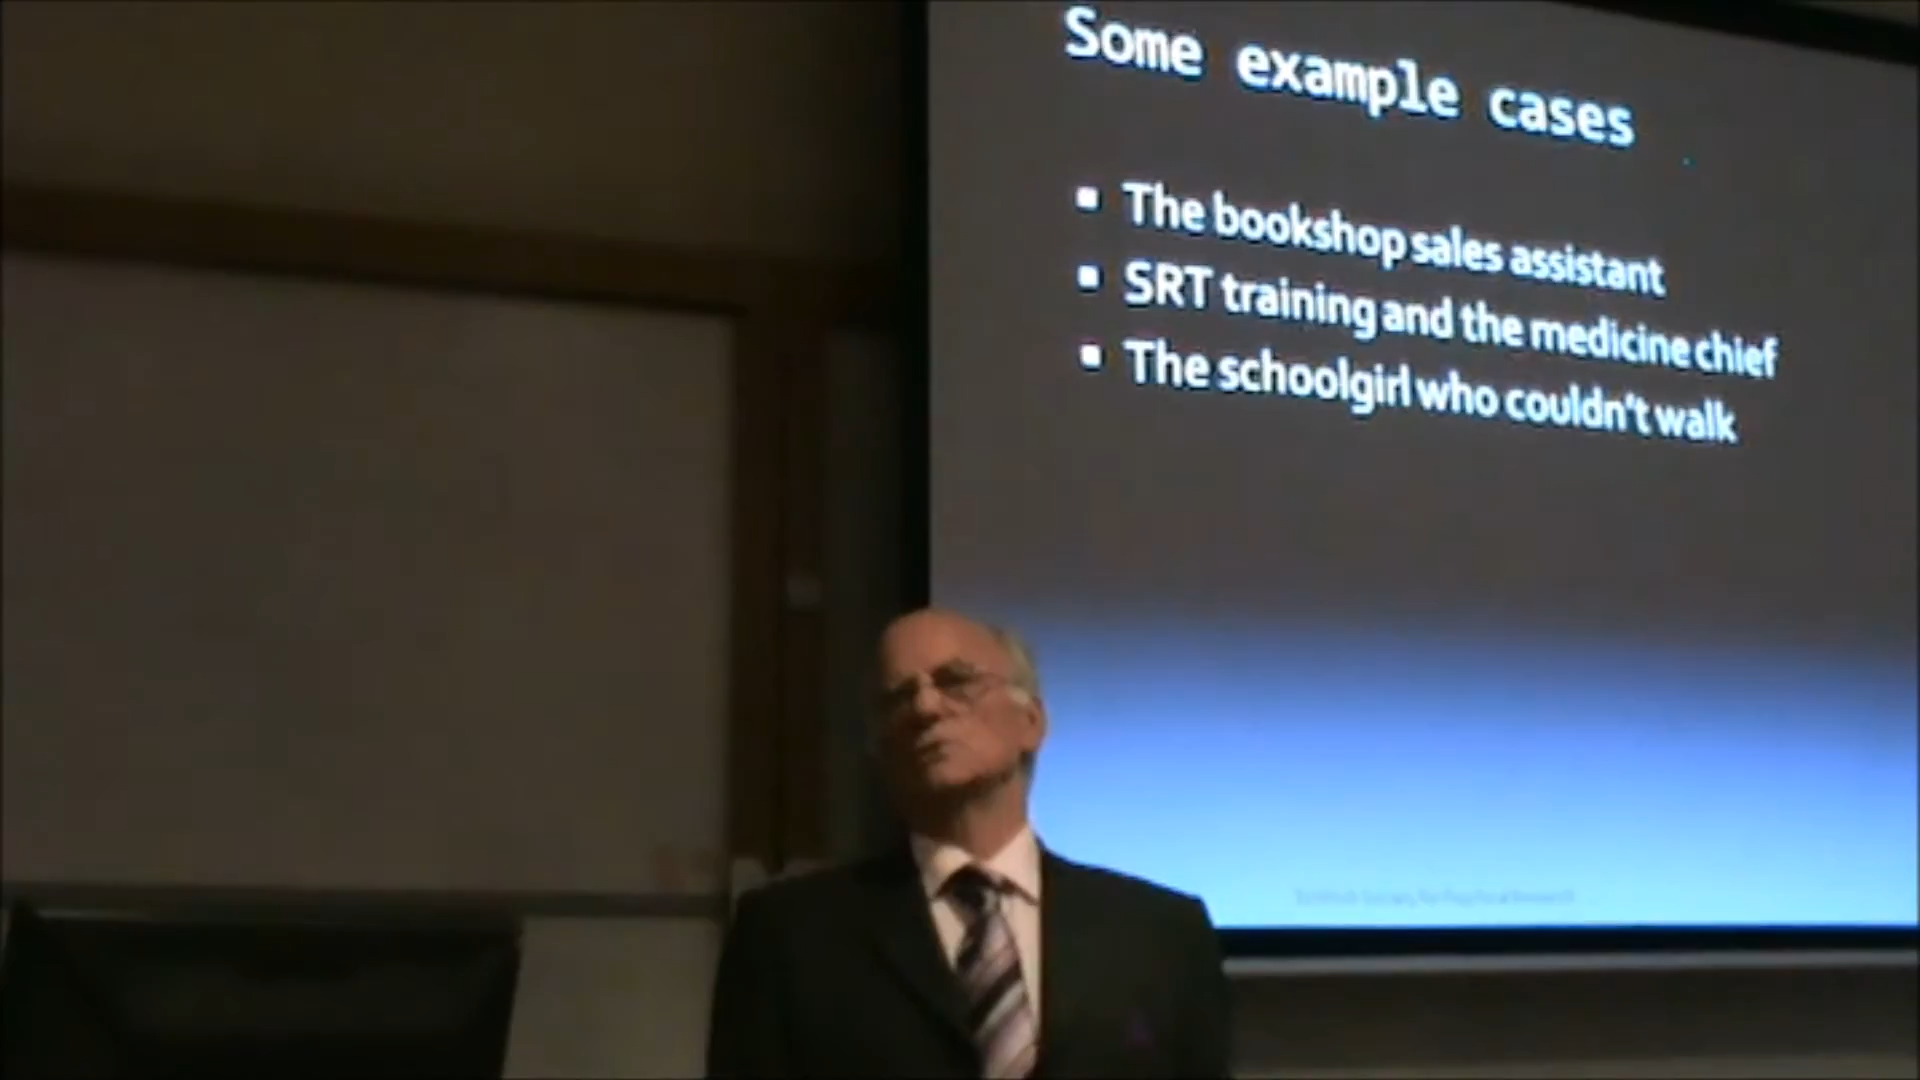 Some example cases
▪ The bookshop sales assistant
▪ SRT training and the medicine chief
▪ The schoolgirl who couldn't walk